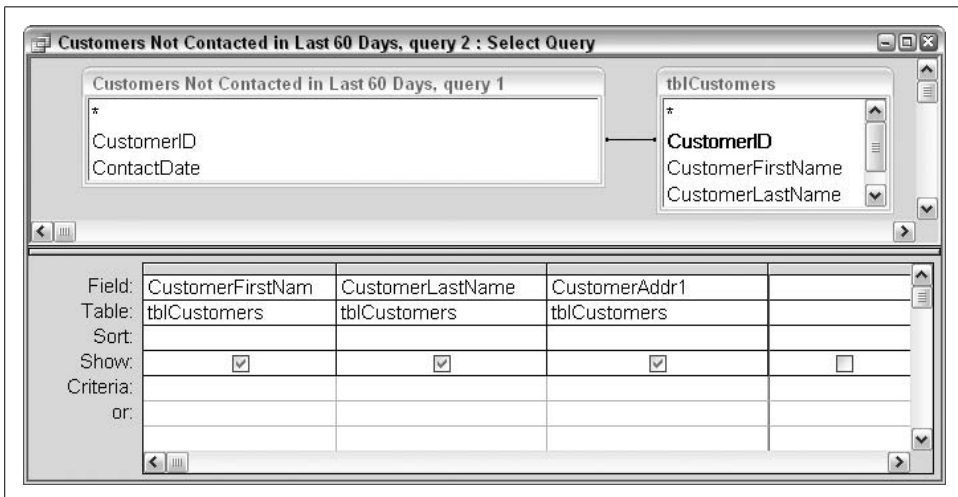 Customers Not Contacted in Last 60 Days, query 2 : Select Query
Customers Not Contacted in Last 60 Days, query 1
*
CustomerID
ContactDate
tblCustomers
*
CustomerID
CustomerFirstName
CustomerLastName
Field: CustomerFirstNam CustomerLastName CustomerAddr1
Table: tblCustomers tblCustomers tblCustomers
Sort:
Show:
Criteria:
or: